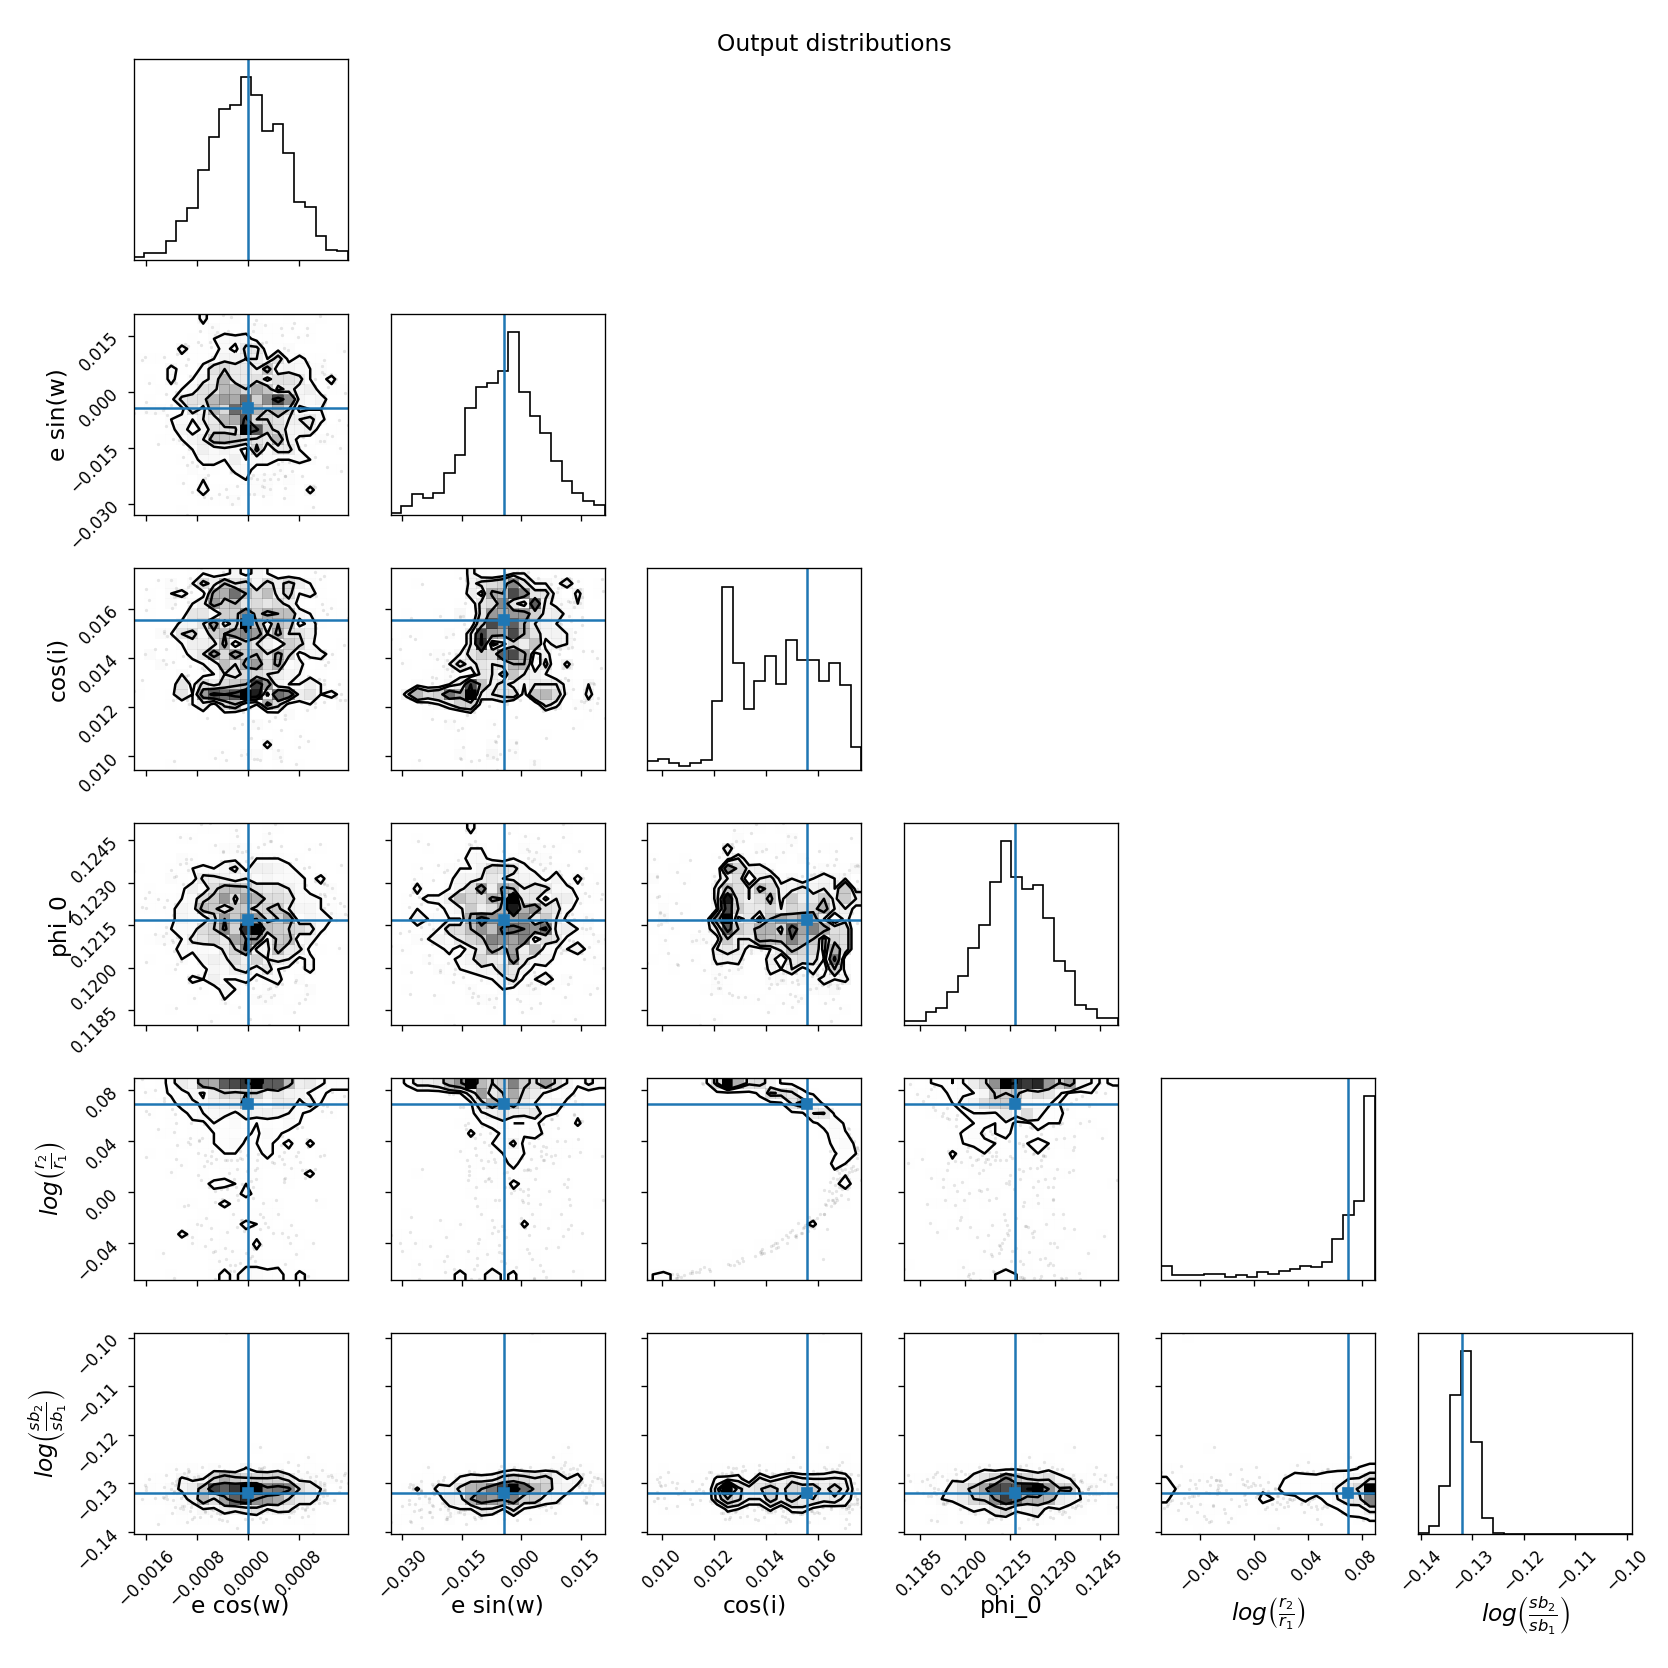 Output distributions
0.015
0.000
−0.015
−0.030
e sin(w)
0.016
0.014
0.012
0.010
cos(i)
0.1245
0.1230
0.1215
0.1200
0.1185
phi_0
0.08
0.04
0.00
−0.04
log(r₂/r₁)
−0.10
−0.11
−0.12
−0.13
−0.14
log(sb₂/sb₁)
−0.0016 −0.0008 0.0000 0.0008
−0.030 −0.015 0.000 0.015
0.010 0.012 0.014 0.016
0.1185 0.1200 0.1215 0.1230 0.1245
−0.04 0.00 0.04 0.08
−0.14 −0.13 −0.12 −0.11 −0.10
e cos(w) e sin(w) cos(i) phi_0 log(r₂/r₁) log(sb₂/sb₁)